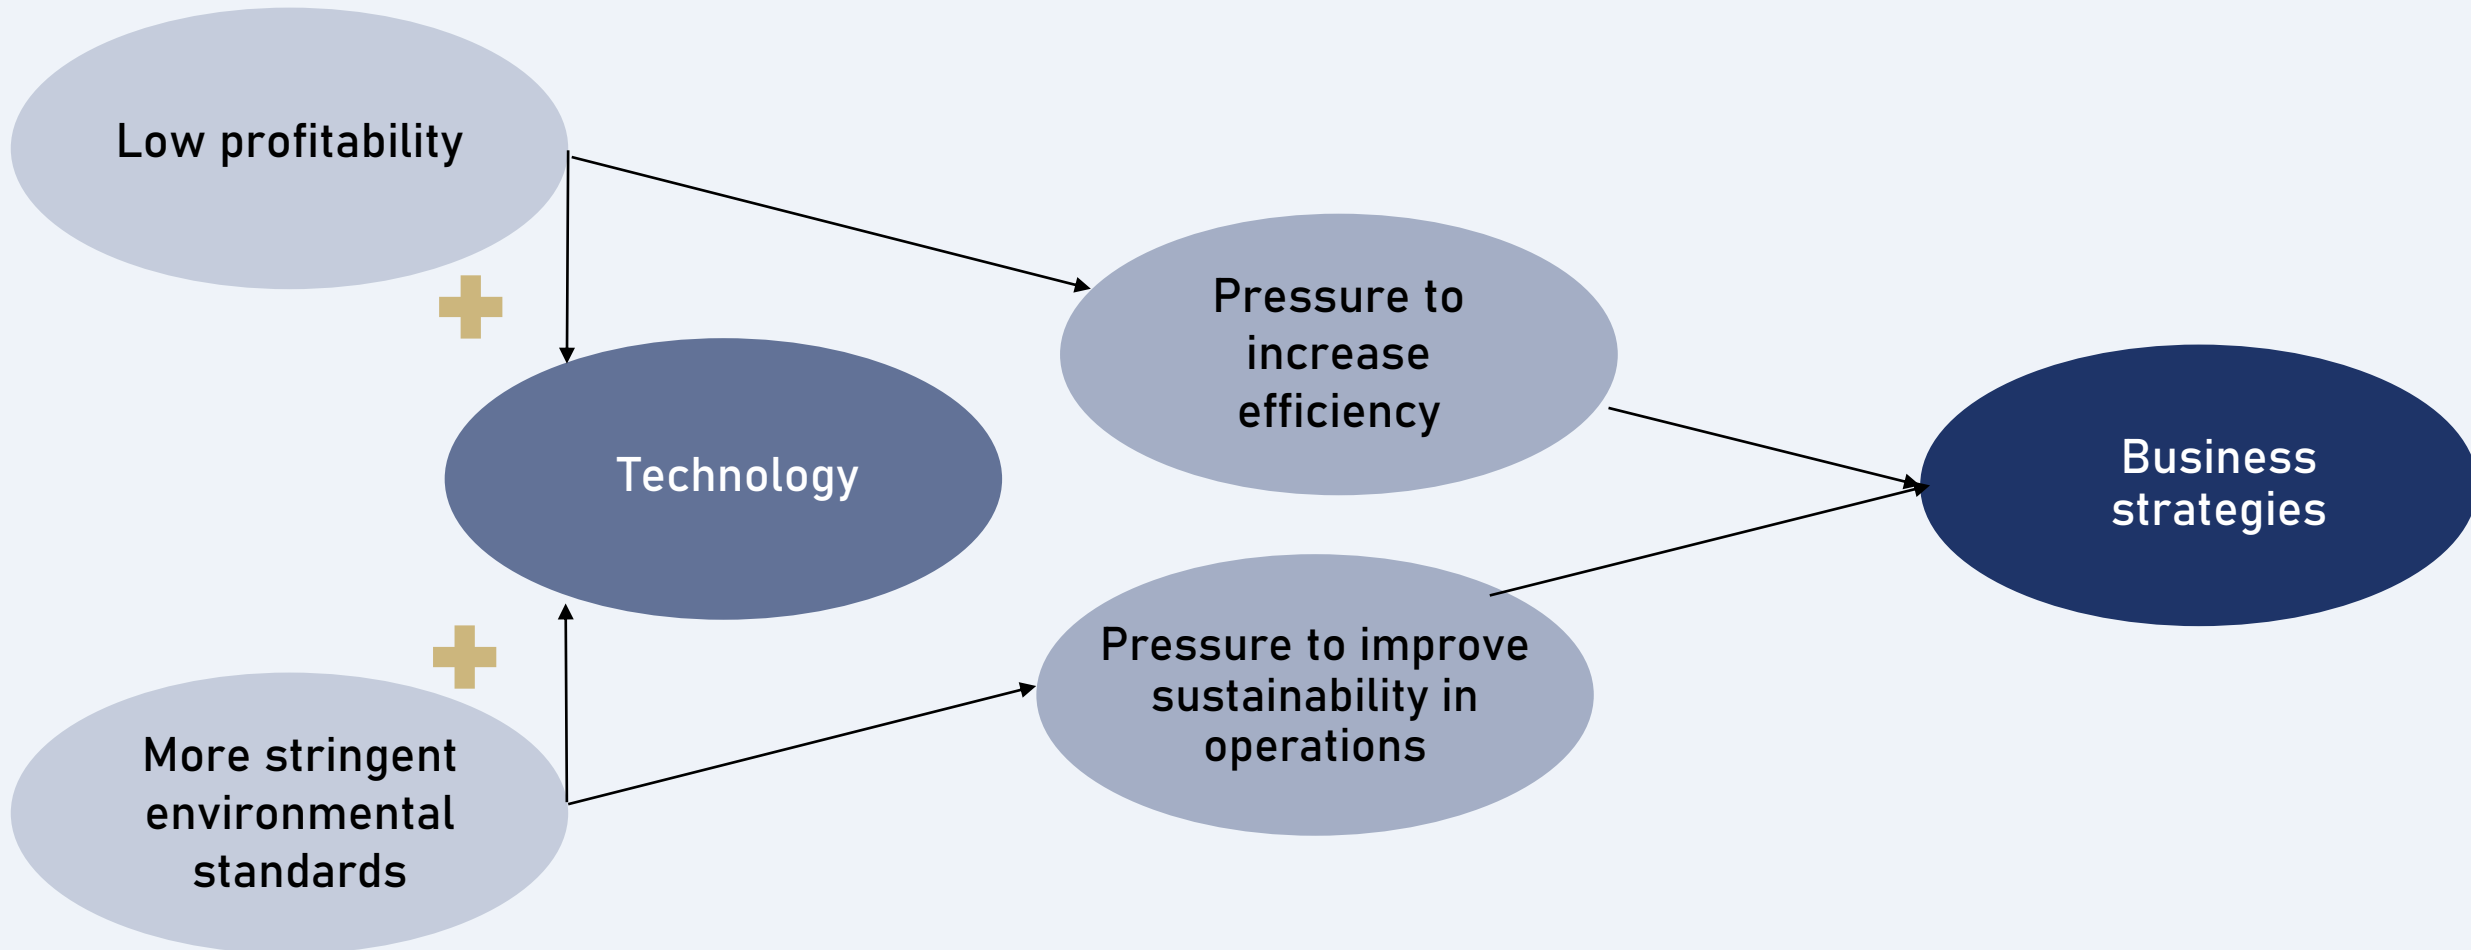 Low profitability
Pressure to
increase
efficiency
Technology
Business
strategies
Pressure to improve
sustainability in
operations
More stringent
environmental
standards